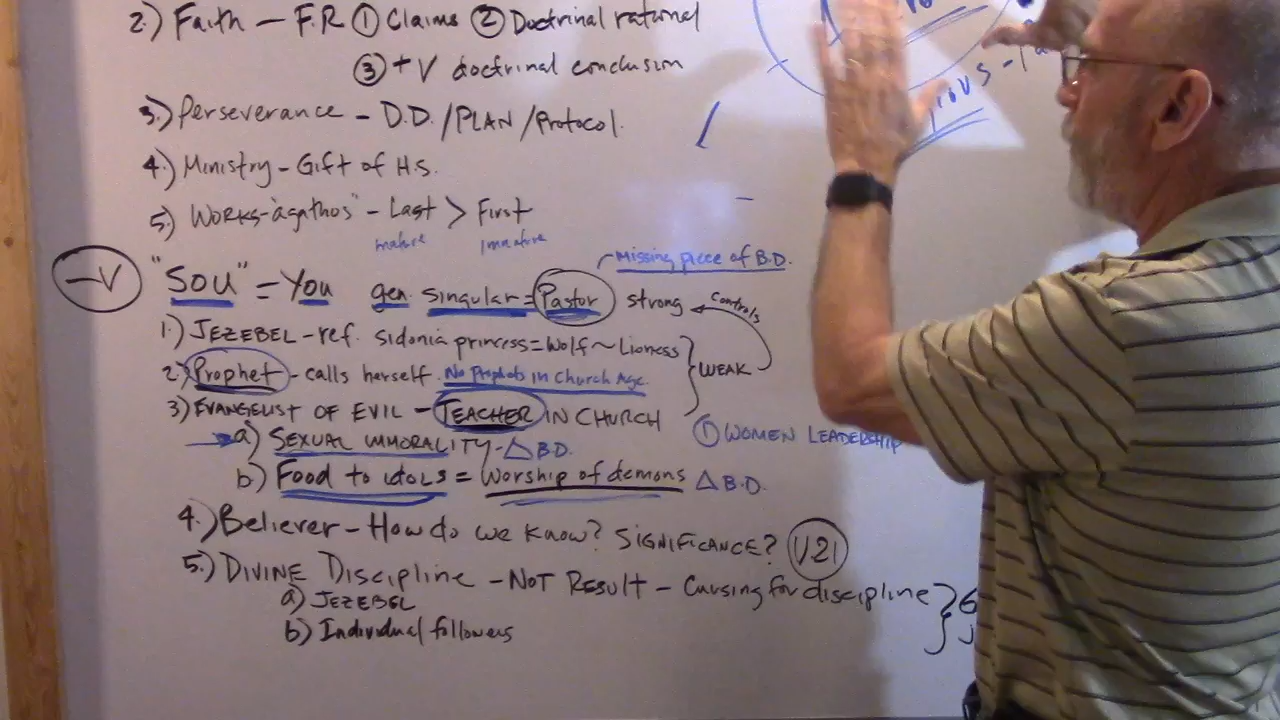 2.) Faith – F.R ① Claims ② Doctrinal rational
③ +V doctrinal conclusion
3.) Perseverance – D.D. /PLAN /Protocol.
4.) Ministry – Gift of H.S.
5.) Works-"agathos" – Last > First
mature immature
Missing piece of B.D.
-V "SOU" = You gen. singular = Pastor strong controls
1.) JEZEBEL – ref. Sidonia princess = Wolf ~ Lioness
2.) Prophet – calls herself. No Prophets in Church Age. WEAK
3) EVANGELIST OF EVIL – TEACHER IN CHURCH
① WOMEN LEADERSHIP
a) SEXUAL IMMORALITY – △ B.D.
b) Food to idols = Worship of demons △ B.D.
4.) Believer – How do we know? SIGNIFICANCE? V21
5.) DIVINE Discipline – NOT RESULT – Cursing for discipline
a) JEZEBEL
b) Individual followers